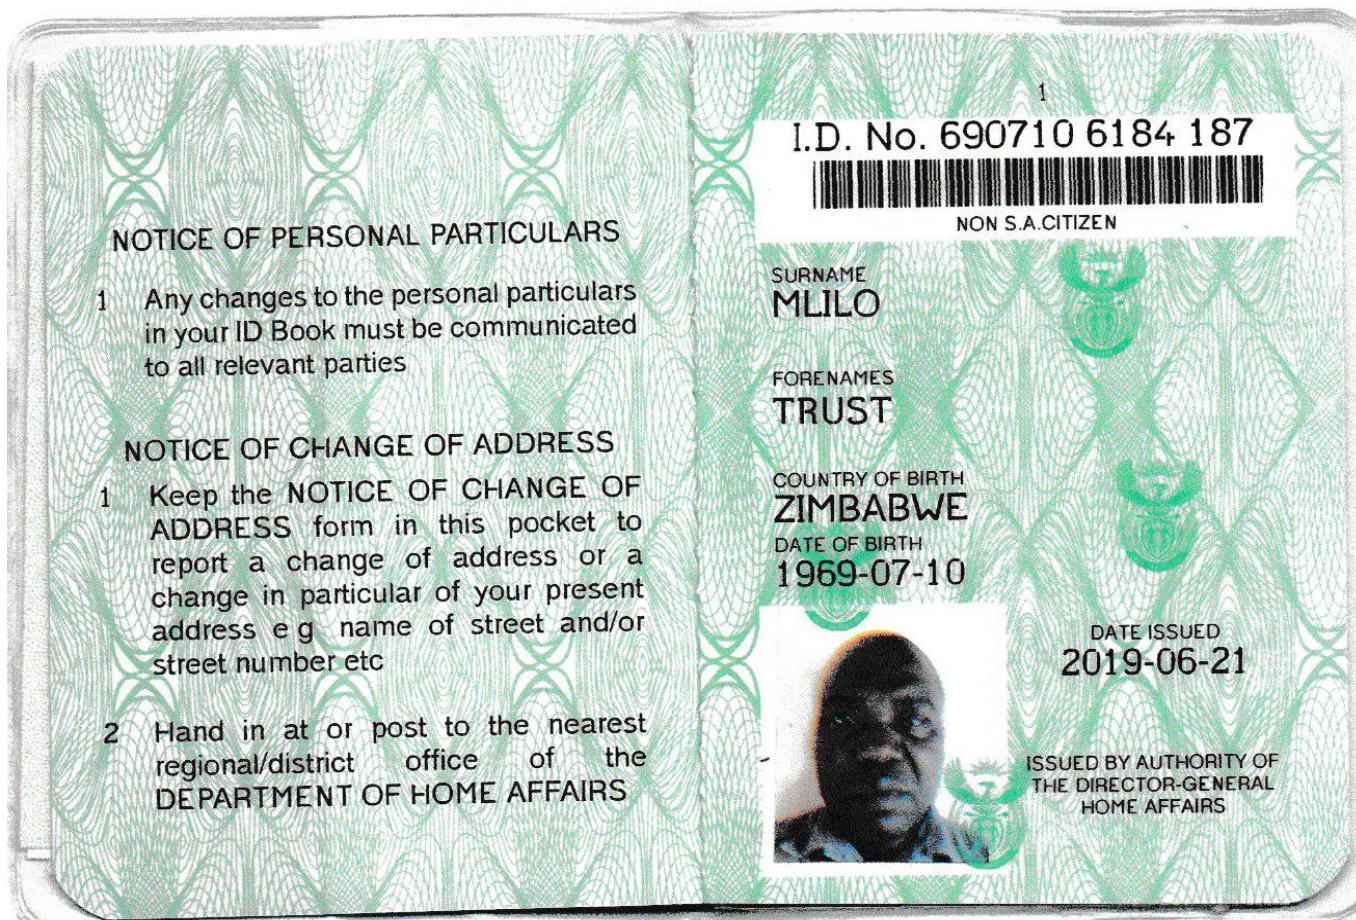 NOTICE OF PERSONAL PARTICULARS
1 Any changes to the personal particulars
in your ID Book must be communicated
to all relevant parties
NOTICE OF CHANGE OF ADDRESS
1 Keep the NOTICE OF CHANGE OF
ADDRESS form in this pocket to
report a change of address or a
change in particular of your present
address e g name of street and/or
street number etc
2 Hand in at or post to the nearest
regional/district office of the
DEPARTMENT OF HOME AFFAIRS
1
I.D. No. 690710 6184 187
NON S.A.CITIZEN
SURNAME
MLILO
FORENAMES
TRUST
COUNTRY OF BIRTH
ZIMBABWE
DATE OF BIRTH
1969-07-10
DATE ISSUED
2019-06-21
ISSUED BY AUTHORITY OF
THE DIRECTOR-GENERAL
HOME AFFAIRS